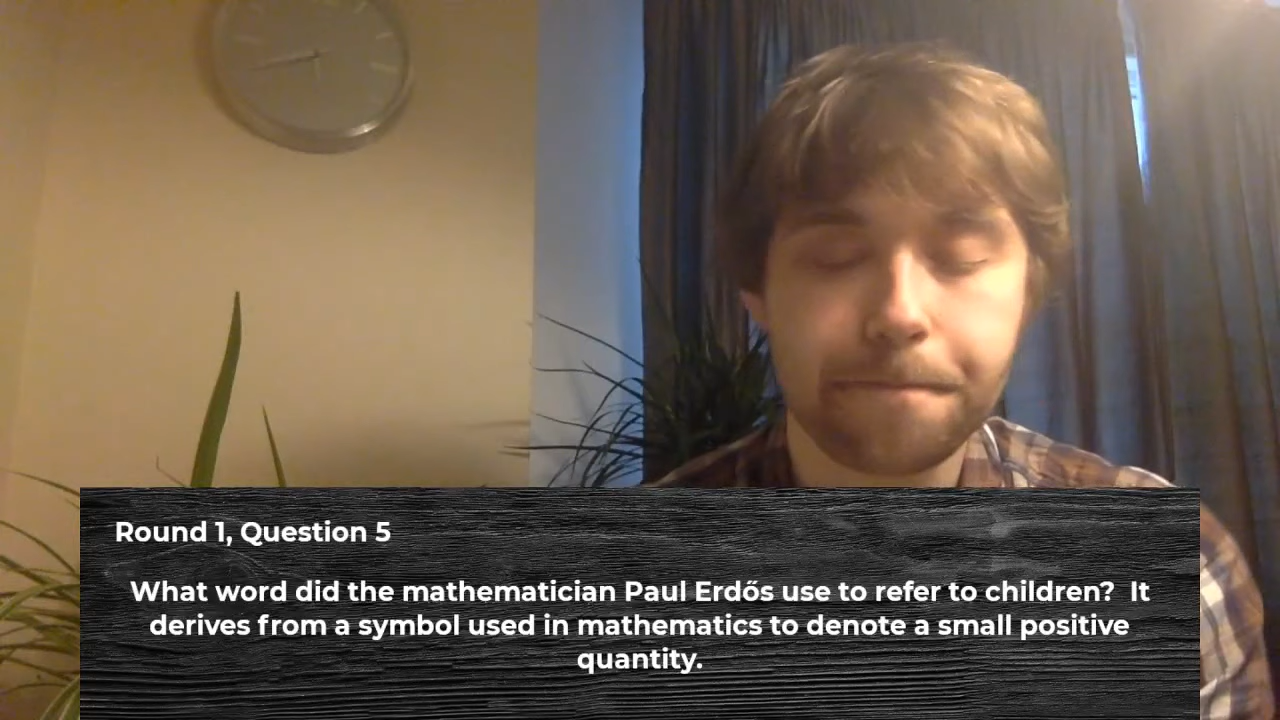 Round 1, Question 5
What word did the mathematician Paul Erdős use to refer to children?  It
derives from a symbol used in mathematics to denote a small positive
quantity.